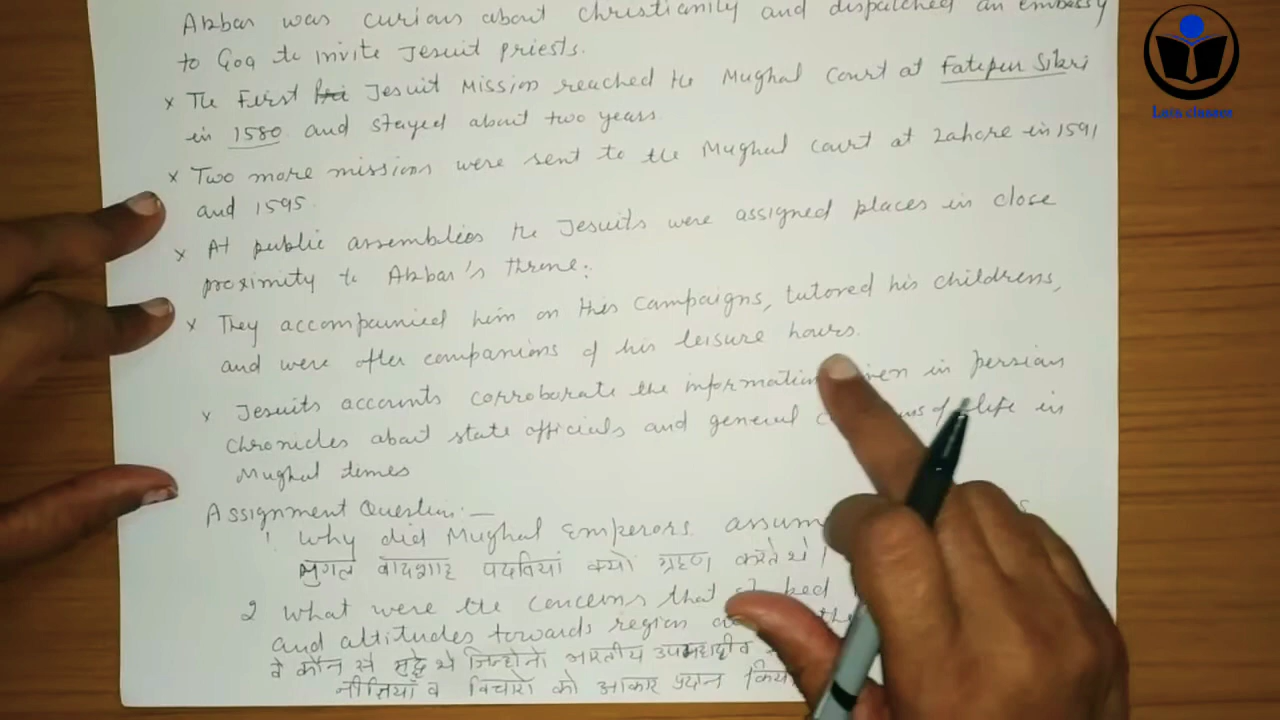 Akbar was curious about Christianity and dispatched an embassy
to Goa to invite Jesuit priests.
x The First Jesuit Mission reached the Mughal Court at Fatepur Sikri
in 1580 and stayed about two years
x Two more missions were sent to the Mughal Court at Lahore in 1591
and 1595.
x At public assemblies the Jesuits were assigned places in close
proximity to Akbar's throne.
x They accompanied him on his campaigns, tutored his childrens,
and were often companions of his leisure hours.
x Jesuits accounts corroborate the information in persian
chronicles about state officials and general of life in
Mughul times
Assignment Question:—
1. Why did Mughal Emperors
मुगल बादशाह पदवियां क्यों ग्रहण करते थे।
2 What were the concerns that
and attitudes towards region
वे कौन से मुद्दे थे जिन्होनो भारतीय उपमहाद्वीव
नीतियाँ व विचारों को आकार प्रदान
Lara classes